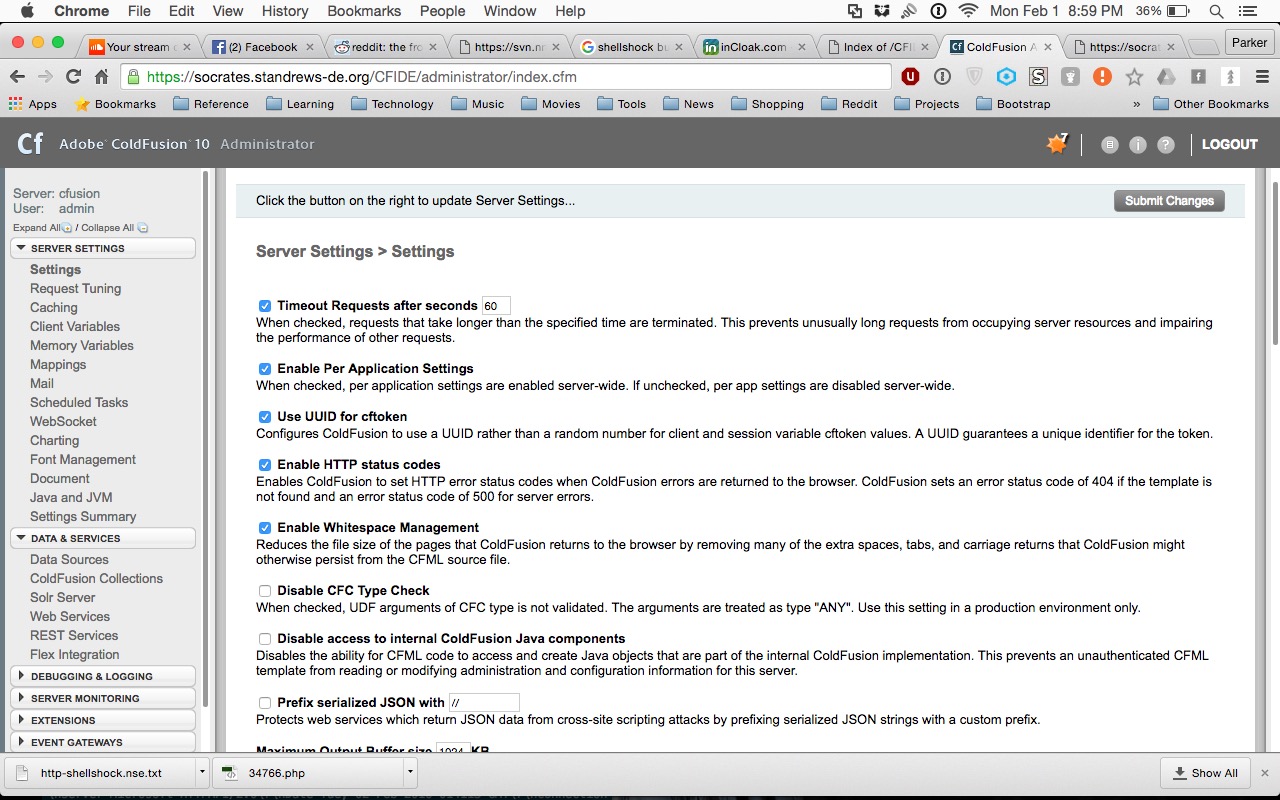 Chrome File Edit View History Bookmarks People Window Help Mon Feb 1 8:59 PM 36%
Your stream (2) Facebook reddit: the fro https://svn.nm shellshock bu inCloak.com Index of /CFI ColdFusion A https://socrat Parker
https://socrates.standrews-de.org/CFIDE/administrator/index.cfm
Apps Bookmarks Reference Learning Technology Music Movies Tools News Shopping Reddit Projects Bootstrap » Other Bookmarks
Cf Adobe ColdFusion 10 Administrator 7 LOGOUT
Server: cfusion
User: admin
Expand All / Collapse All
SERVER SETTINGS
Settings
Request Tuning
Caching
Client Variables
Memory Variables
Mappings
Mail
Scheduled Tasks
WebSocket
Charting
Font Management
Document
Java and JVM
Settings Summary
DATA & SERVICES
Data Sources
ColdFusion Collections
Solr Server
Web Services
REST Services
Flex Integration
DEBUGGING & LOGGING
SERVER MONITORING
EXTENSIONS
EVENT GATEWAYS
Click the button on the right to update Server Settings... Submit Changes
Server Settings > Settings
Timeout Requests after seconds 60
When checked, requests that take longer than the specified time are terminated. This prevents unusually long requests from occupying server resources and impairing
the performance of other requests.
Enable Per Application Settings
When checked, per application settings are enabled server-wide. If unchecked, per app settings are disabled server-wide.
Use UUID for cftoken
Configures ColdFusion to use a UUID rather than a random number for client and session variable cftoken values. A UUID guarantees a unique identifier for the token.
Enable HTTP status codes
Enables ColdFusion to set HTTP error status codes when ColdFusion errors are returned to the browser. ColdFusion sets an error status code of 404 if the template is
not found and an error status code of 500 for server errors.
Enable Whitespace Management
Reduces the file size of the pages that ColdFusion returns to the browser by removing many of the extra spaces, tabs, and carriage returns that ColdFusion might
otherwise persist from the CFML source file.
Disable CFC Type Check
When checked, UDF arguments of CFC type is not validated. The arguments are treated as type "ANY". Use this setting in a production environment only.
Disable access to internal ColdFusion Java components
Disables the ability for CFML code to access and create Java objects that are part of the internal ColdFusion implementation. This prevents an unauthenticated CFML
template from reading or modifying administration and configuration information for this server.
Prefix serialized JSON with //
Protects web services which return JSON data from cross-site scripting attacks by prefixing serialized JSON strings with a custom prefix.
Maximum Output Buffer size 1024 KB
http-shellshock.nse.txt 34766.php Show All